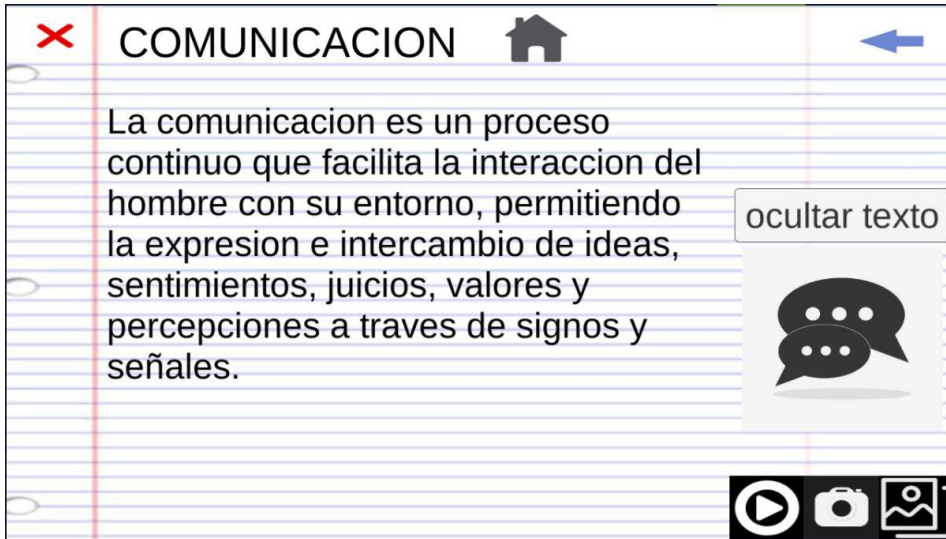 COMUNICACION
La comunicacion es un proceso
continuo que facilita la interaccion del
hombre con su entorno, permitiendo
la expresion e intercambio de ideas,
sentimientos, juicios, valores y
percepciones a traves de signos y
señales.
ocultar texto